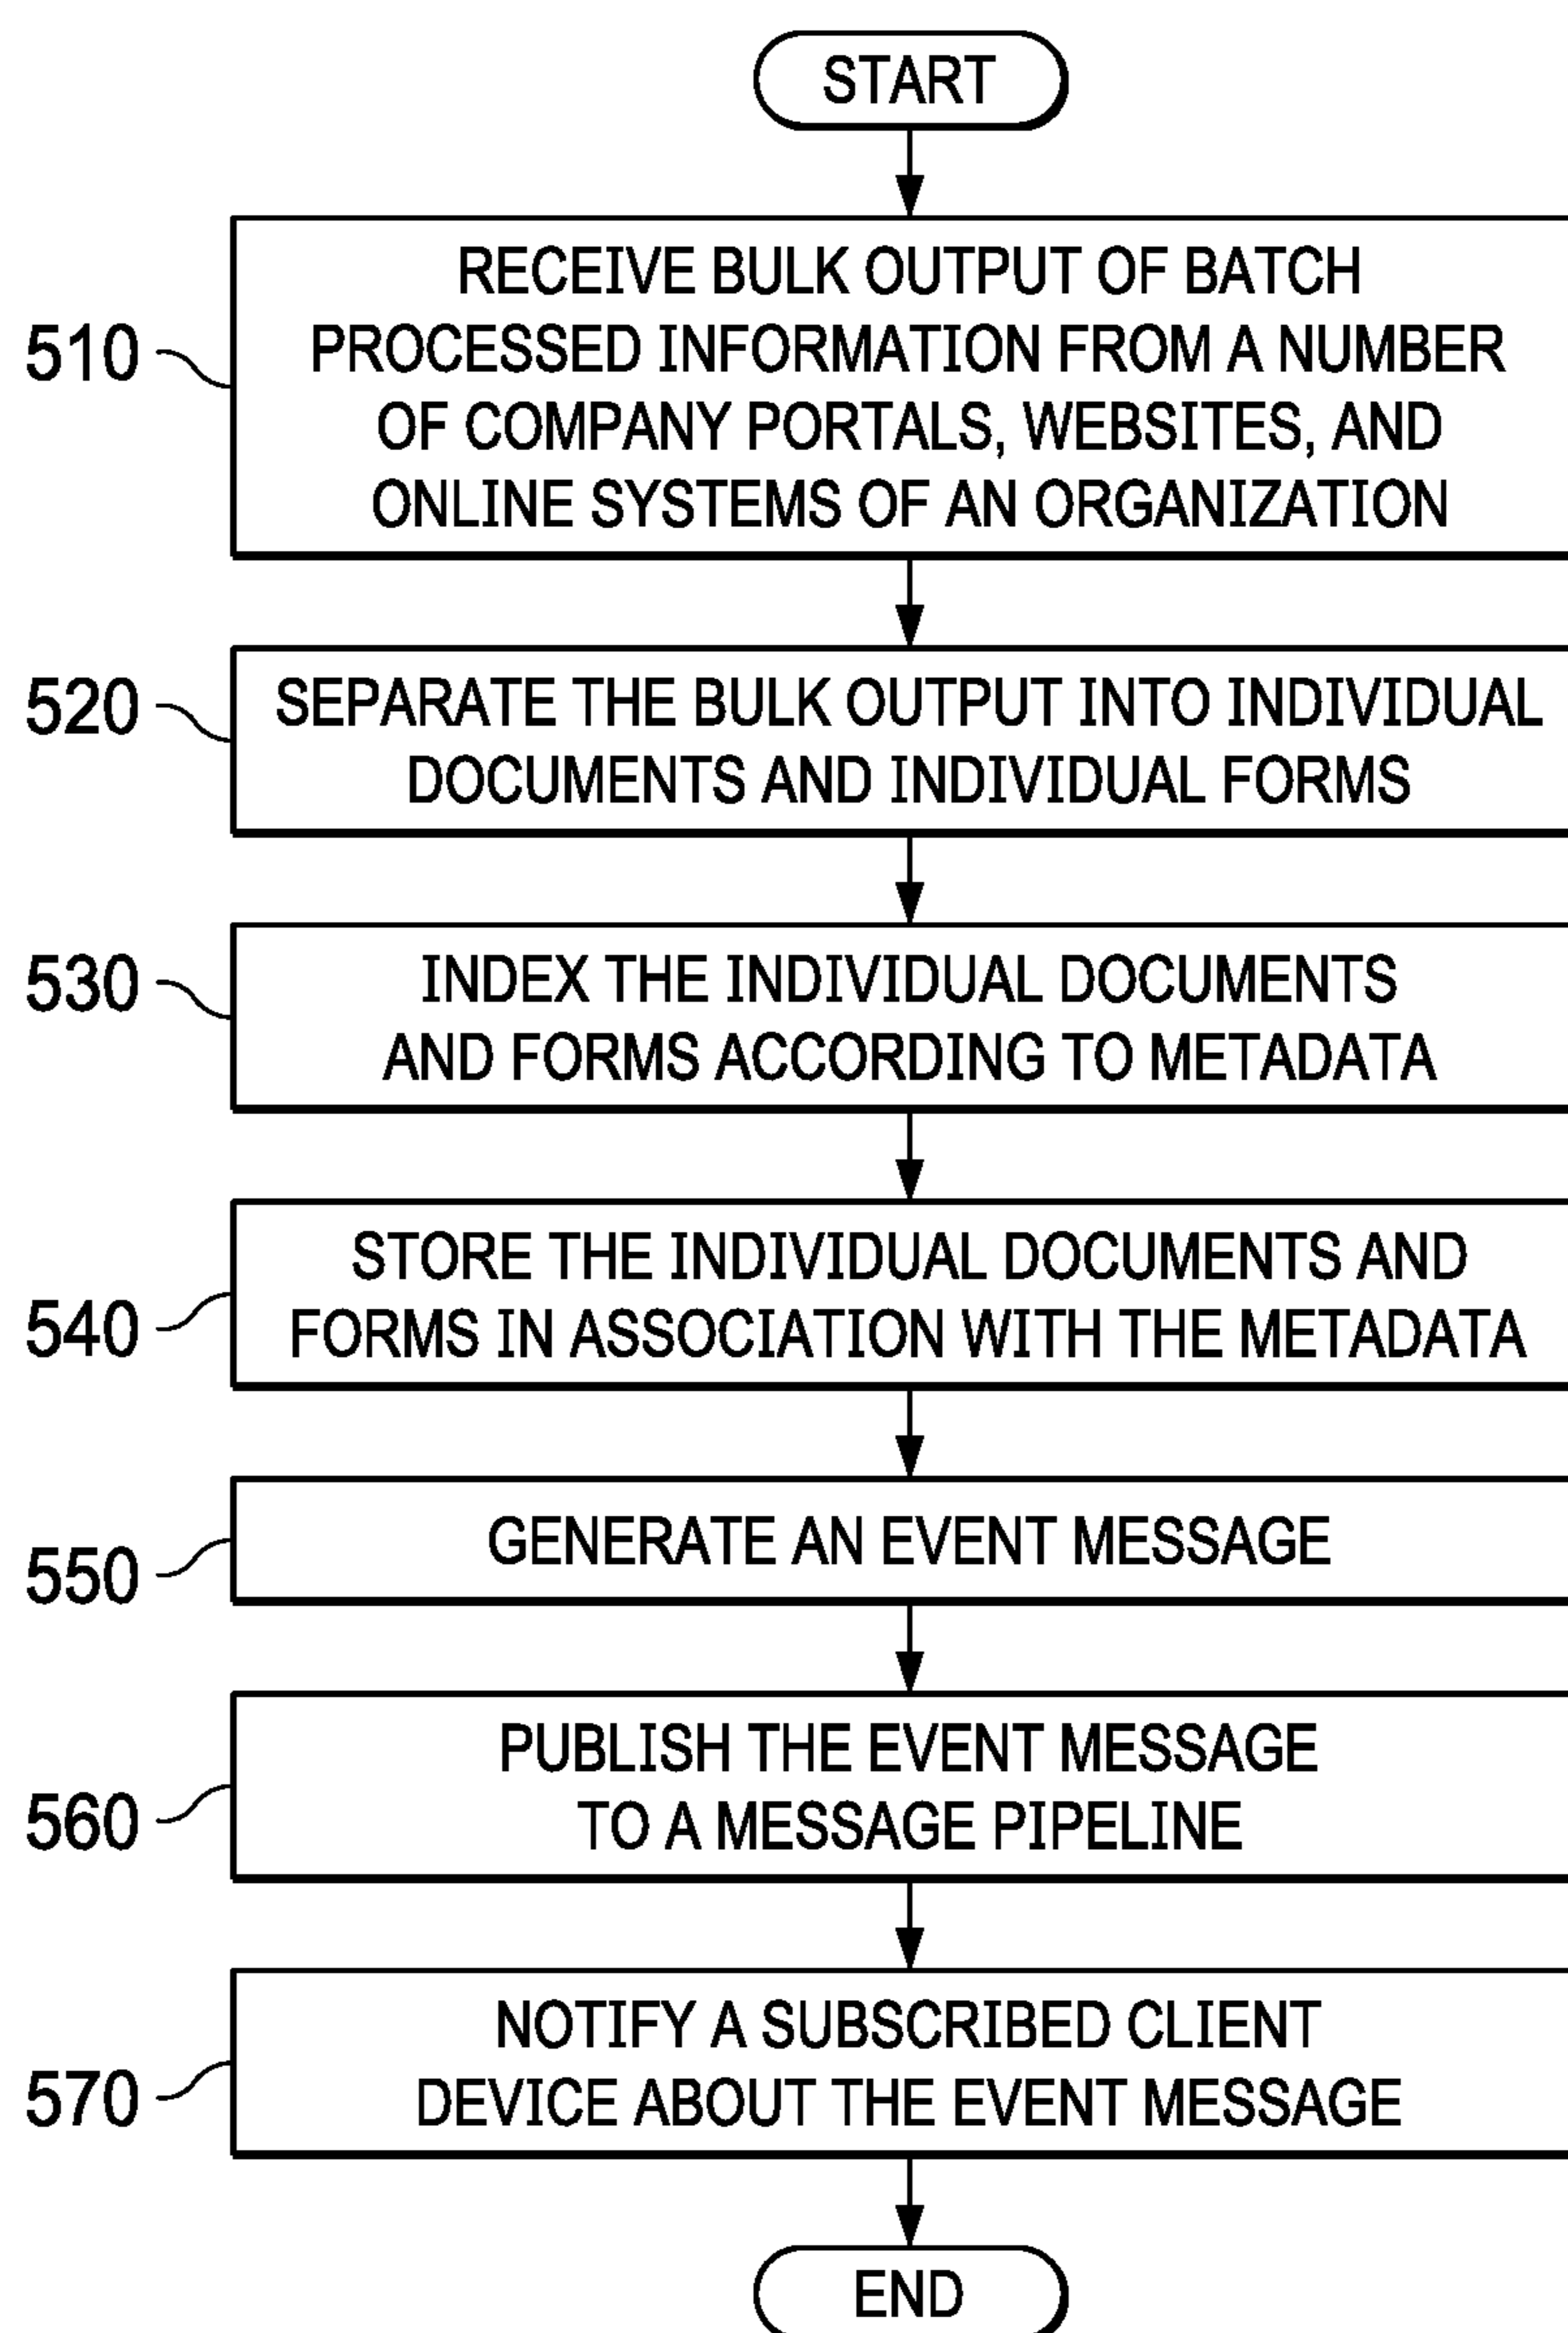 START
510
RECEIVE BULK OUTPUT OF BATCH
PROCESSED INFORMATION FROM A NUMBER
OF COMPANY PORTALS, WEBSITES, AND
ONLINE SYSTEMS OF AN ORGANIZATION
520
SEPARATE THE BULK OUTPUT INTO INDIVIDUAL
DOCUMENTS AND INDIVIDUAL FORMS
530
INDEX THE INDIVIDUAL DOCUMENTS
AND FORMS ACCORDING TO METADATA
540
STORE THE INDIVIDUAL DOCUMENTS AND
FORMS IN ASSOCIATION WITH THE METADATA
550
GENERATE AN EVENT MESSAGE
560
PUBLISH THE EVENT MESSAGE
TO A MESSAGE PIPELINE
570
NOTIFY A SUBSCRIBED CLIENT
DEVICE ABOUT THE EVENT MESSAGE
END